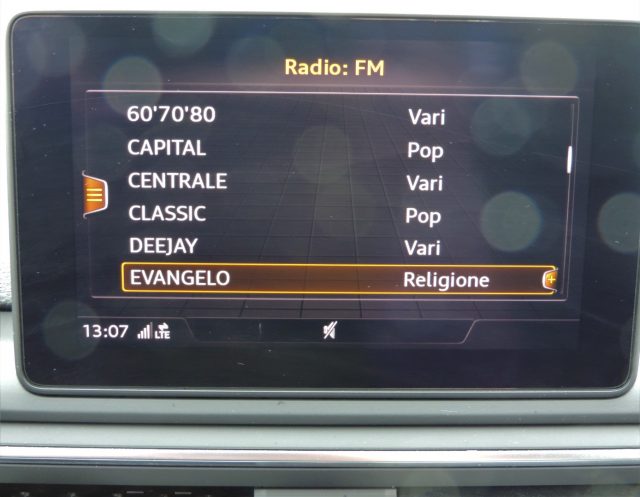 Radio: FM
60'70'80 Vari
CAPITAL Pop
CENTRALE Vari
CLASSIC Pop
DEEJAY Vari
EVANGELO Religione
13:07 LTE